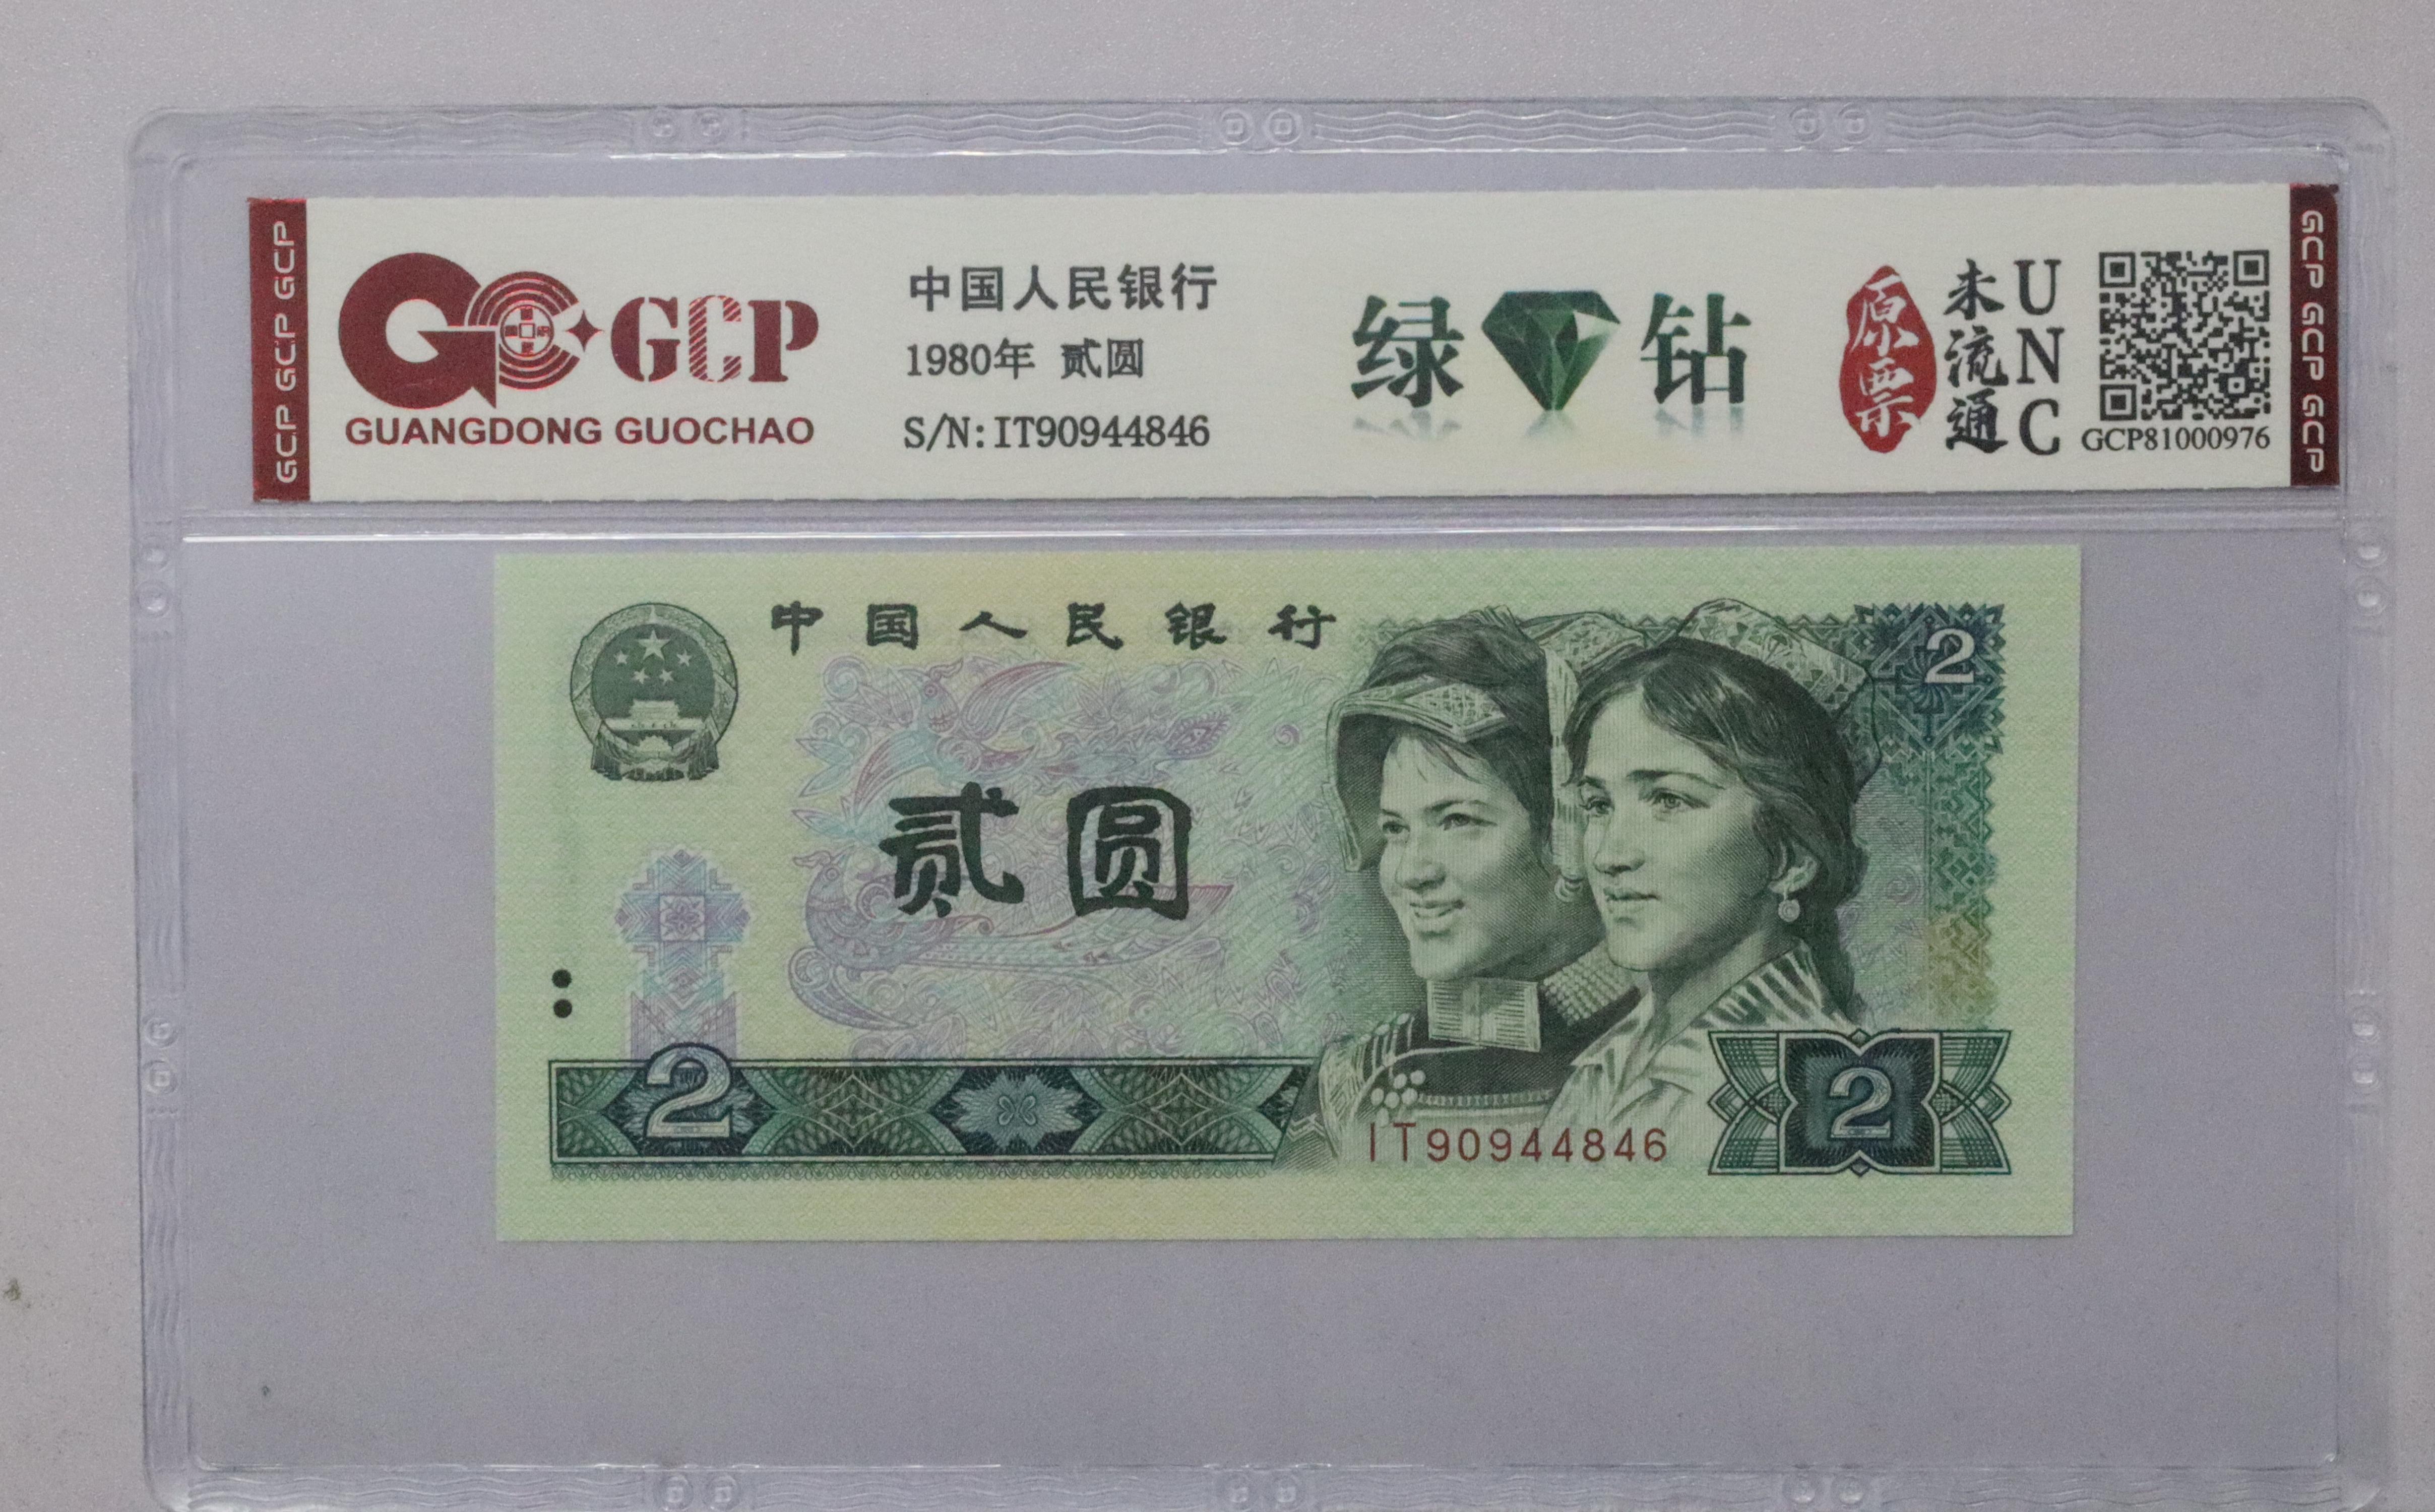 GCP GCP GCP
GCP
GUANGDONG GUOCHAO
中国人民银行
1980年 贰圆
S/N:IT90944846
绿 钻
原票
未流通
UNC
GCP81000976
GCP GCP GCP
中国人民银行
2
贰圆
2
IT90944846
2